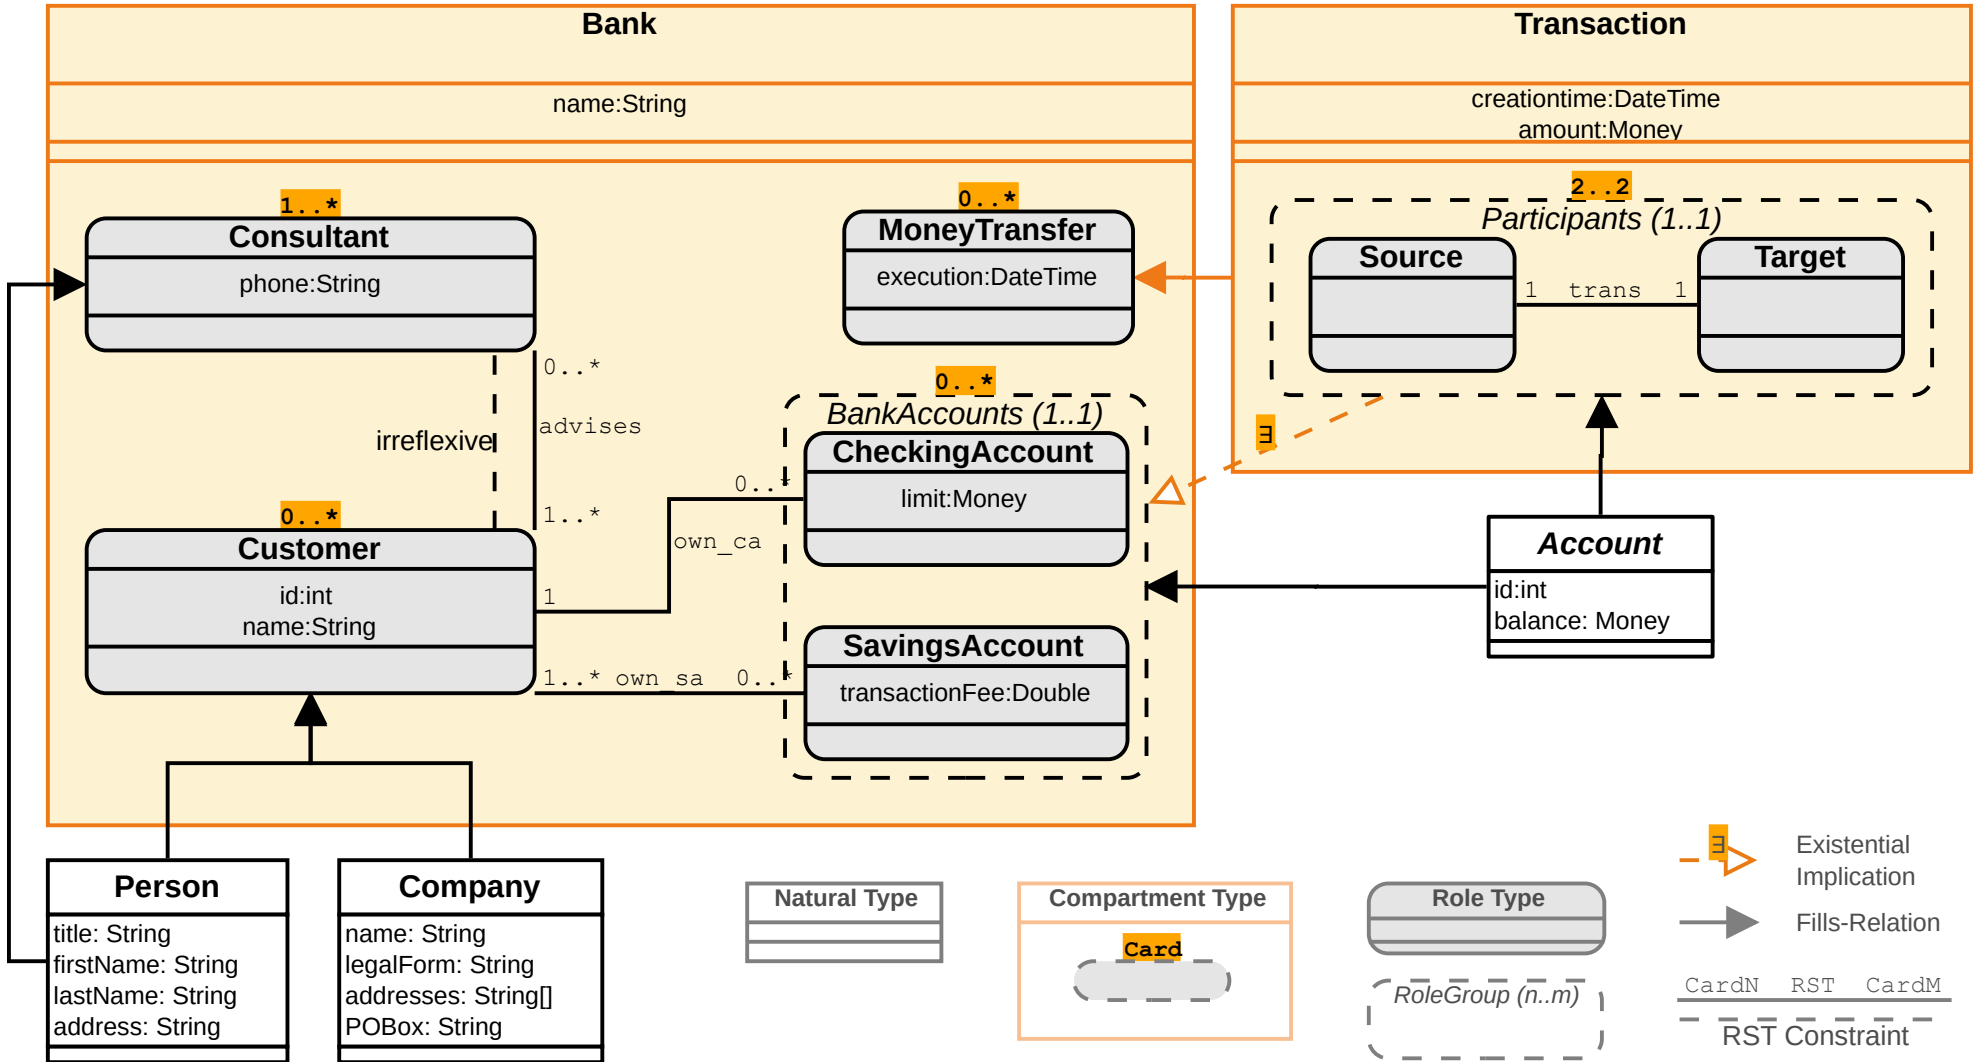 Bank
name:String
1..*
Consultant
phone:String
0..*
MoneyTransfer
execution:DateTime
0..*
advises
irreflexive
1..*
0..*
Customer
id:int
name:String
0..*
BankAccounts (1..1)
CheckingAccount
limit:Money
0..*
own_ca
1
SavingsAccount
transactionFee:Double
1..* own_sa 0..*
Transaction
creationtime:DateTime
amount:Money
2..2
Participants (1..1)
Source
Target
1 trans 1
∃
Account
id:int
balance: Money
Person
title: String
firstName: String
lastName: String
address: String
Company
name: String
legalForm: String
addresses: String[]
POBox: String
Natural Type
Compartment Type
Card
Role Type
RoleGroup (n..m)
∃
Existential
Implication
Fills-Relation
CardN RST CardM
RST Constraint